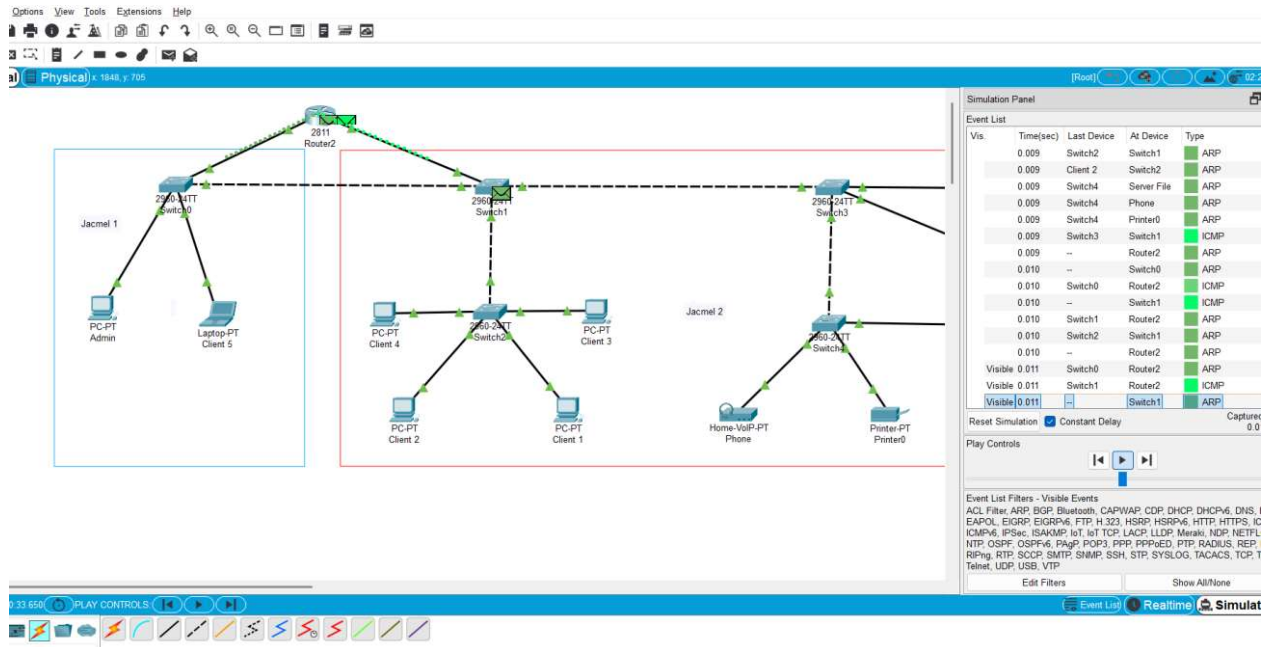 Options View Tools Extensions Help
Physical x: 1848, y: 705
[Root]
02:2
Simulation Panel
Event List
Vis. Time(sec) Last Device At Device Type
0.009 Switch2 Switch1 ARP
0.009 Client 2 Switch2 ARP
0.009 Switch4 Server File ARP
0.009 Switch4 Phone ARP
0.009 Switch4 Printer0 ARP
0.009 Switch3 Switch1 ICMP
0.009 -- Router2 ARP
0.010 -- Switch0 ARP
0.010 Switch0 Router2 ICMP
0.010 -- Switch1 ICMP
0.010 Switch1 Router2 ARP
0.010 Switch2 Switch1 ARP
0.010 -- Router2 ARP
Visible 0.011 Switch0 Router2 ARP
Visible 0.011 Switch1 Router2 ICMP
Visible 0.011 -- Switch1 ARP
Reset Simulation Constant Delay Captured
0.0
Play Controls
Event List Filters - Visible Events
ACL Filter, ARP, BGP, Bluetooth, CAPWAP, CDP, DHCP, DHCPv6, DNS,
EAPOL, EIGRP, EIGRPv6, FTP, H.323, HSRP, HSRPv6, HTTP, HTTPS, IC
ICMPv6, IPSec, ISAKMP, IoT, IoT TCP, LACP, LLDP, Meraki, NDP, NETFL
NTP, OSPF, OSPFv6, PAgP, POP3, PPP, PPPoED, PTP, RADIUS, REP,
RIPng, RTP, SCCP, SMTP, SNMP, SSH, STP, SYSLOG, TACACS, TCP, T
Telnet, UDP, USB, VTP
Edit Filters Show All/None
2811
Router2
2960-24TT
Switch0
2960-24TT
Switch1
2960-24TT
Switch3
Jacmel 1
PC-PT
Admin
Laptop-PT
Client 5
PC-PT
Client 4
2960-24TT
Switch2
PC-PT
Client 3
Jacmel 2
2960-24TT
Switch4
PC-PT
Client 2
PC-PT
Client 1
Home-VoIP-PT
Phone
Printer-PT
Printer0
0:33.650 PLAY CONTROLS:
Event List Realtime Simulat